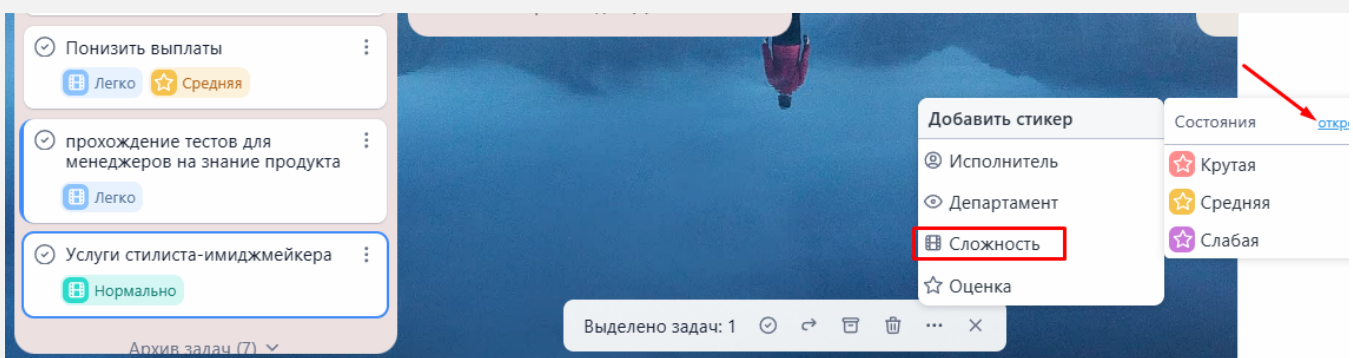 Понизить выплаты
Легко
Средняя
прохождение тестов для
менеджеров на знание продукта
Легко
Услуги стилиста-имиджмейкера
Нормально
Архив задач (7)
Добавить стикер
Исполнитель
Департамент
Сложность
Оценка
Состояния
откр
Крутая
Средняя
Слабая
Выделено задач: 1